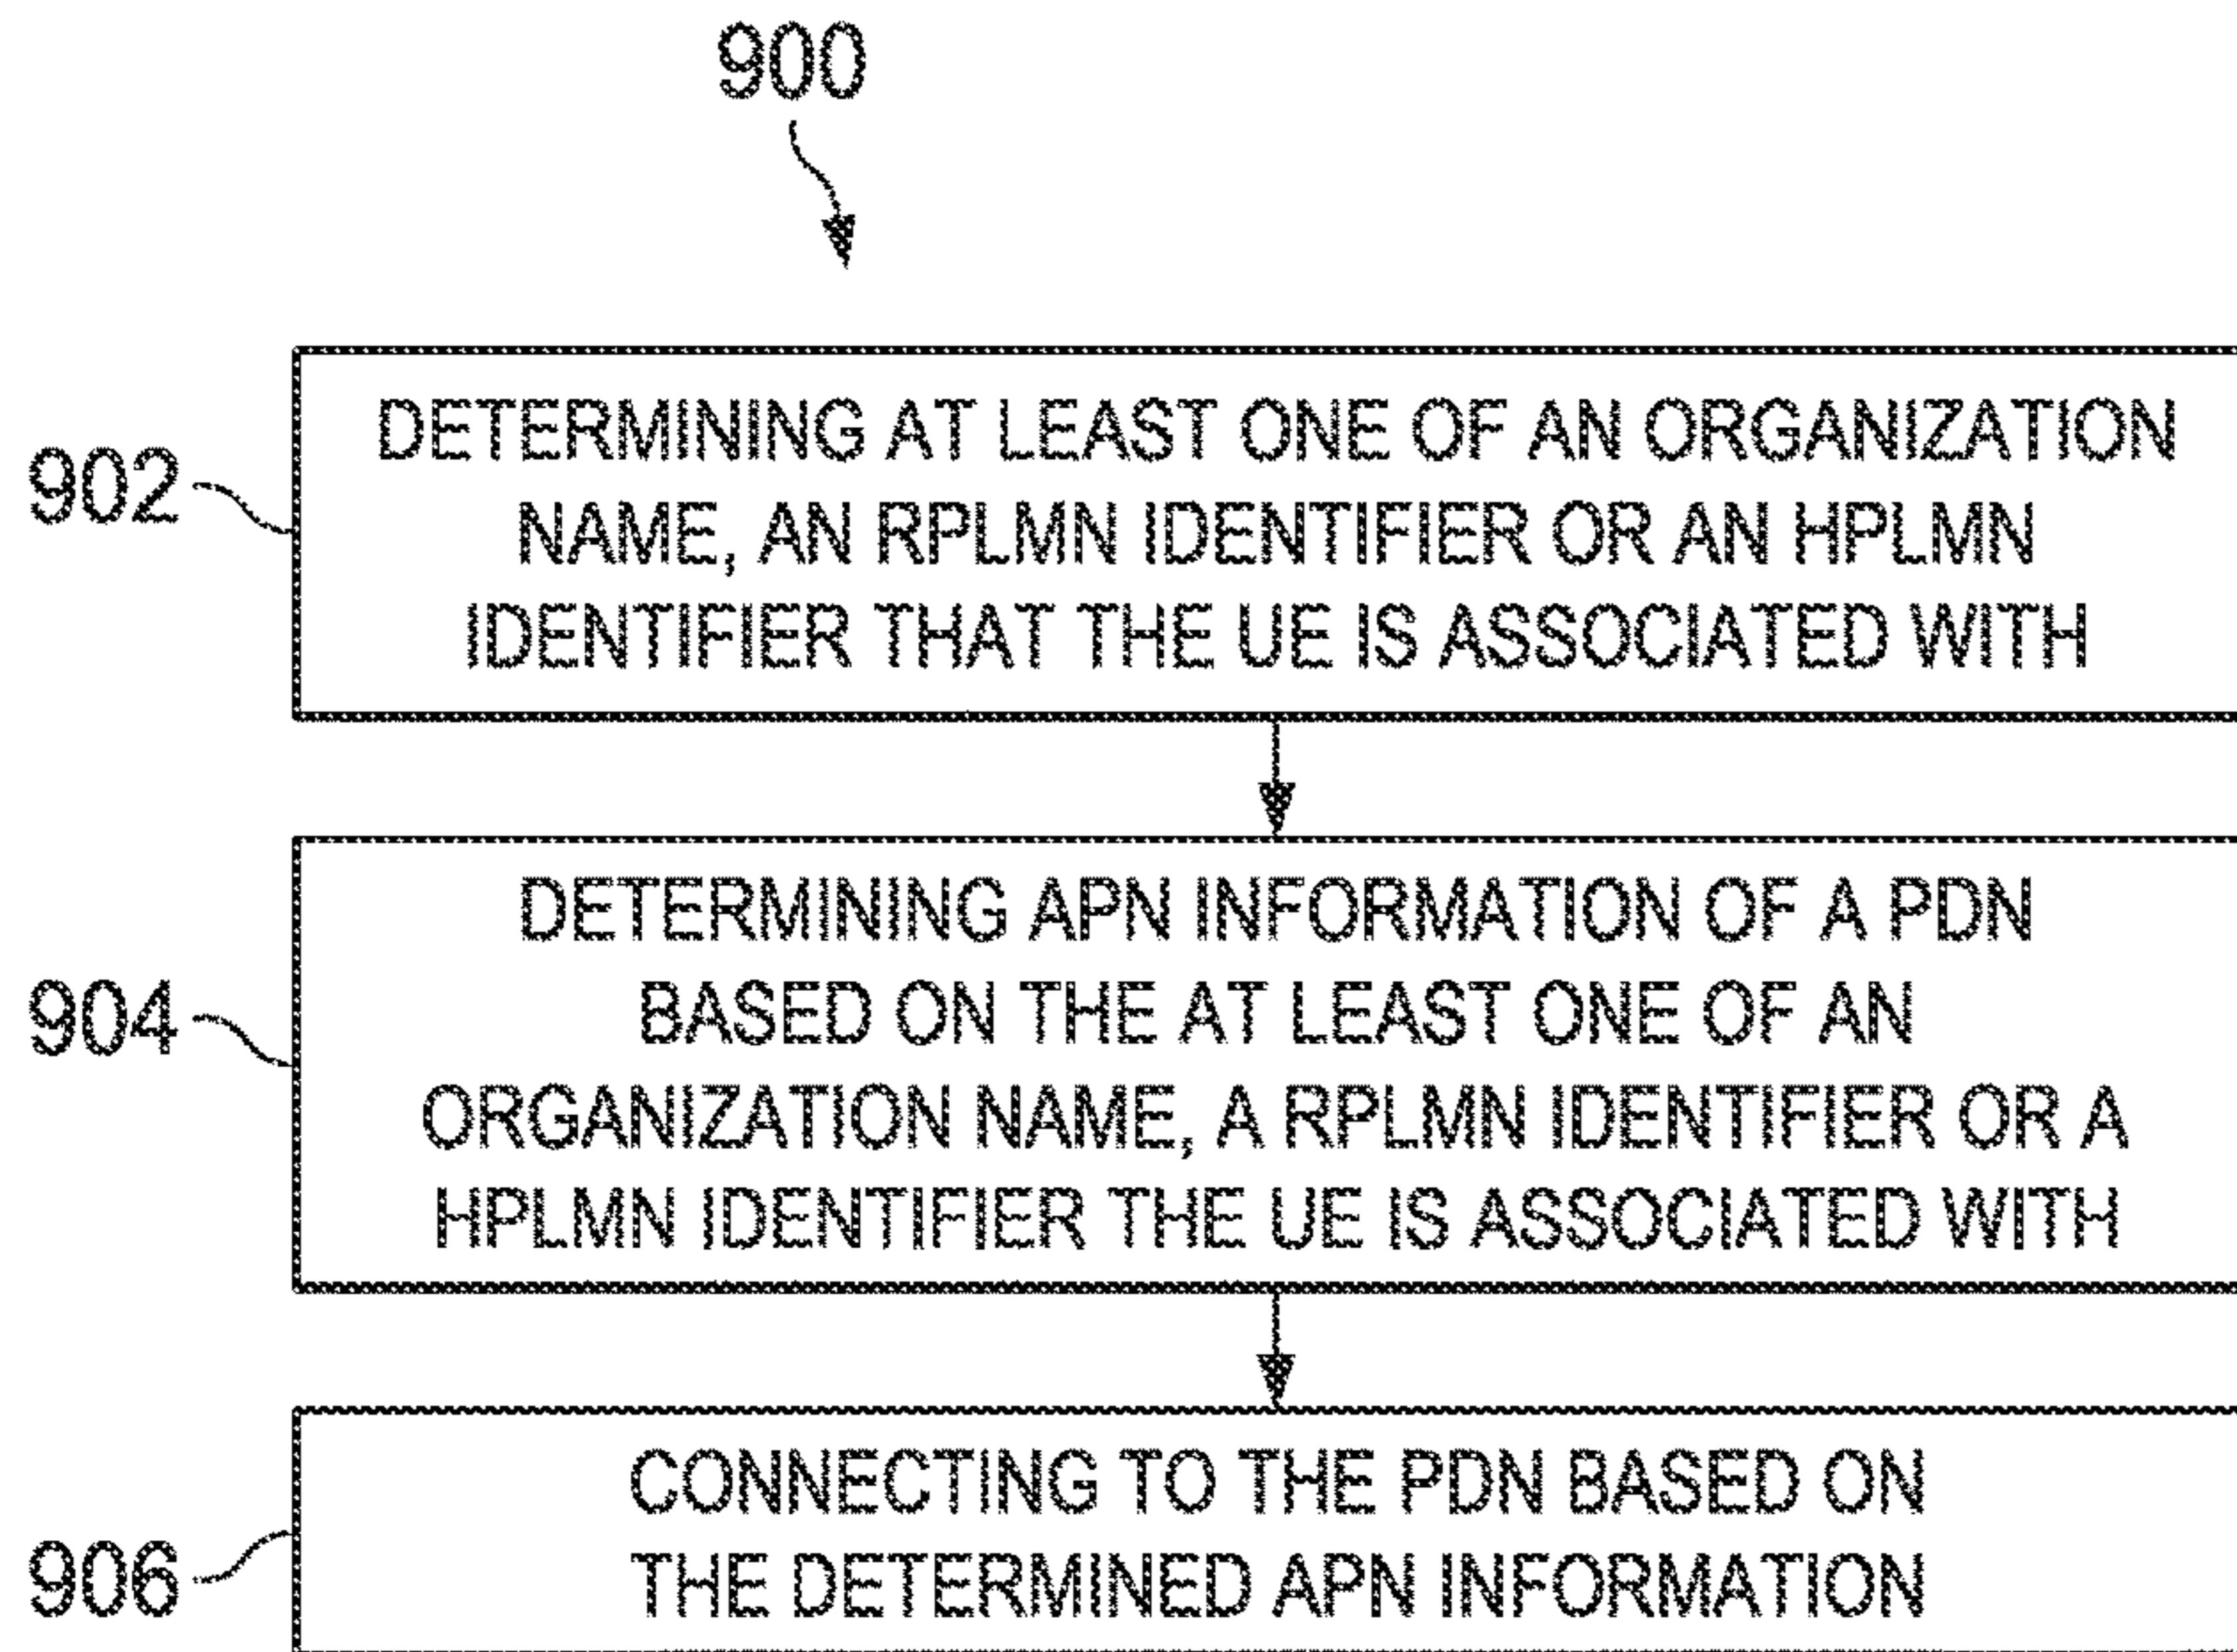 900
902
DETERMINING AT LEAST ONE OF AN ORGANIZATION
NAME, AN RPLMN IDENTIFIER OR AN HPLMN
IDENTIFIER THAT THE UE IS ASSOCIATED WITH
904
DETERMINING APN INFORMATION OF A PDN
BASED ON THE AT LEAST ONE OF AN
ORGANIZATION NAME, A RPLMN IDENTIFIER OR A
HPLMN IDENTIFIER THE UE IS ASSOCIATED WITH
906
CONNECTING TO THE PDN BASED ON
THE DETERMINED APN INFORMATION